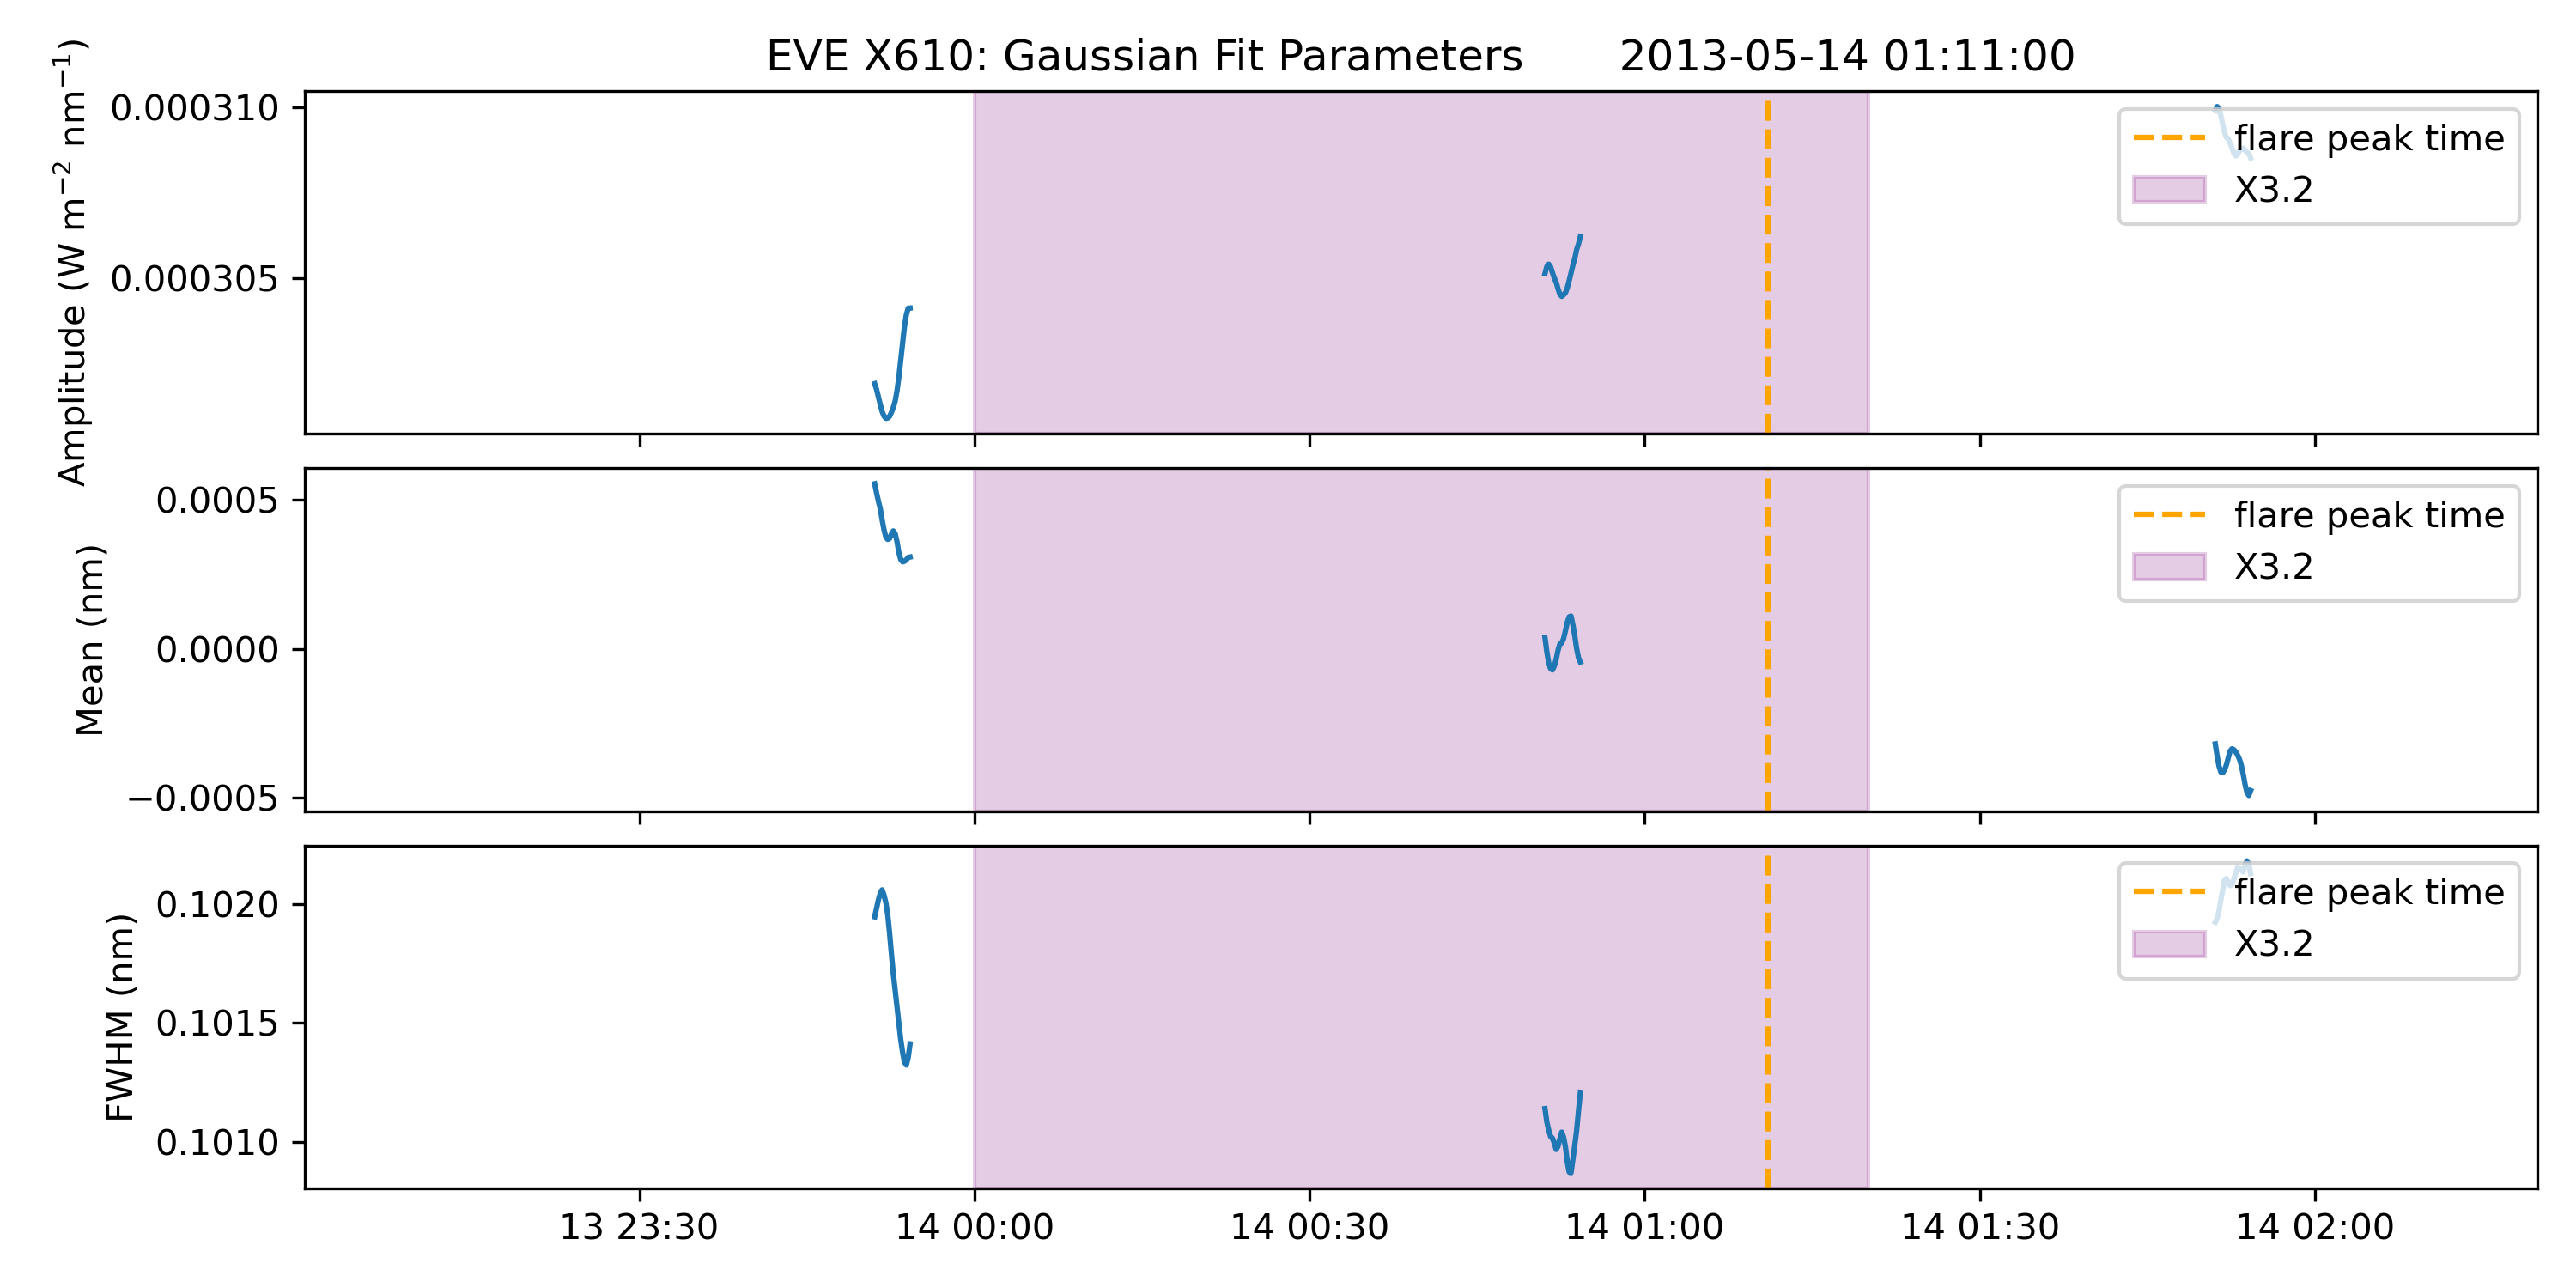 EVE X610: Gaussian Fit Parameters 2013-05-14 01:11:00
Amplitude (W m⁻² nm⁻¹)
0.000310
0.000305
flare peak time
X3.2
Mean (nm)
0.0005
0.0000
−0.0005
flare peak time
X3.2
FWHM (nm)
0.1020
0.1015
0.1010
flare peak time
X3.2
13 23:30 14 00:00 14 00:30 14 01:00 14 01:30 14 02:00